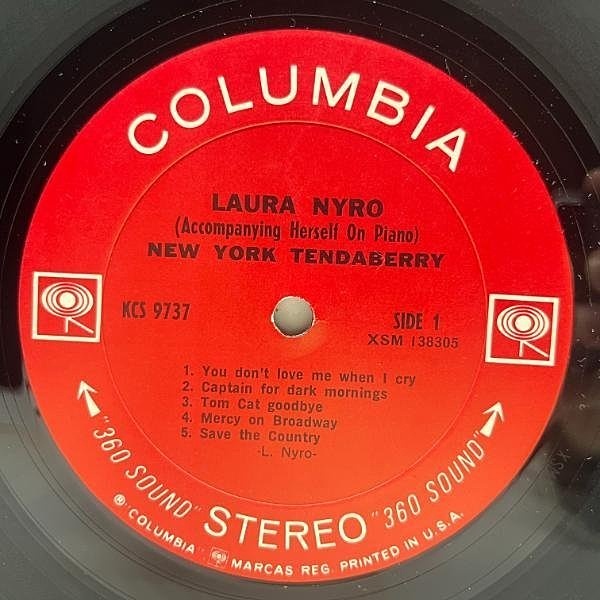 COLUMBIA
LAURA NYRO
(Accompanying Herself On Piano)
NEW YORK TENDABERRY
KCS 9737
SIDE 1
XSM 138305
1. You don't love me when I cry
2. Captain for dark mornings
3. Tom Cat goodbye
4. Mercy on Broadway
5. Save the Country
-L. Nyro-
"360 SOUND" STEREO "360 SOUND"
® "COLUMBIA" MARCAS REG. PRINTED IN U.S.A.